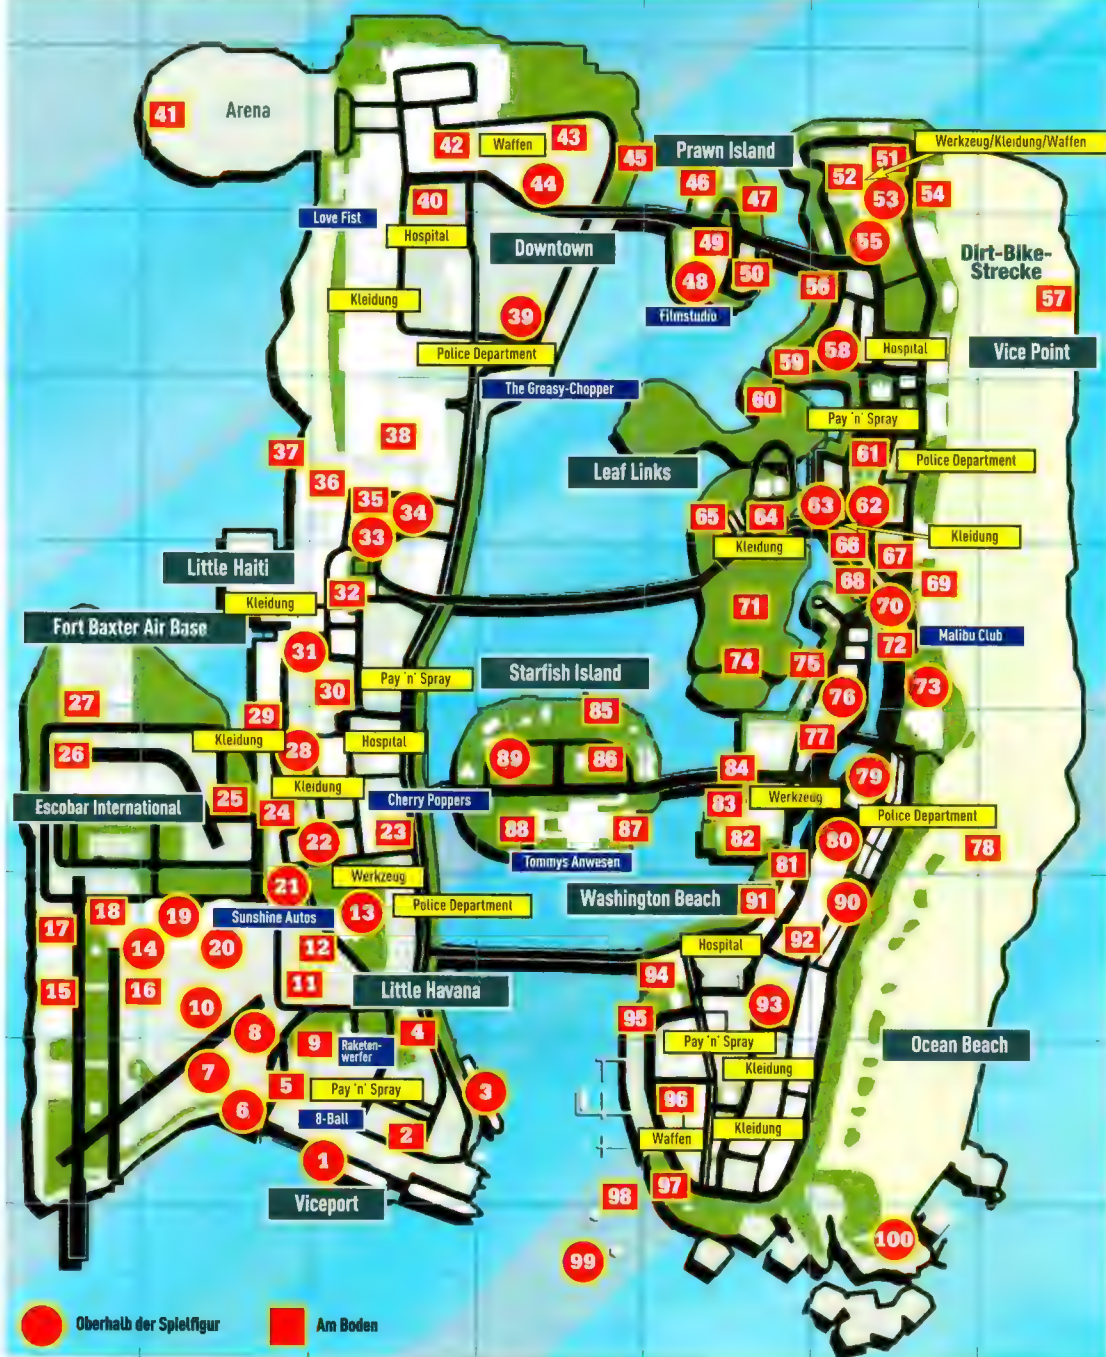 41
Arena
42
Waffen
43
45
Prawn Island
Werkzeug/Kleidung/Waffen
51
52
53
54
44
46
47
40
Love Fist
Hospital
Downtown
49
55
Dirt-Bike-
Strecke
48
50
56
57
Kleidung
39
Filmstudio
Police Department
59
58
Hospital
Vice Point
The Greasy-Chopper
60
Pay 'n' Spray
38
37
61
Police Department
36
Leaf Links
35
34
33
65
64
63
62
Kleidung
Kleidung
66
67
Little Haiti
68
69
32
Kleidung
71
70
Fort Baxter Air Base
Malibu Club
31
72
Starfish Island
74
75
73
Pay 'n' Spray
30
76
27
29
85
Kleidung
28
Hospital
77
26
89
86
84
79
Kleidung
Cherry Poppers
Werkzeug
Escobar International
25
24
83
Police Department
22
23
88
87
82
80
78
Tommys Anwesen
81
21
Werkzeug
Washington Beach
91
90
18
19
Sunshine Autos
13
Police Department
17
14
20
12
Hospital
92
15
16
11
Little Havana
94
10
93
95
8
9
Raketen-
werfer
4
Pay 'n' Spray
Ocean Beach
7
5
Pay 'n' Spray
3
Kleidung
6
8-Ball
96
2
Waffen
Kleidung
1
Viceport
98
97
99
100
Oberhalb der Spielfigur
Am Boden